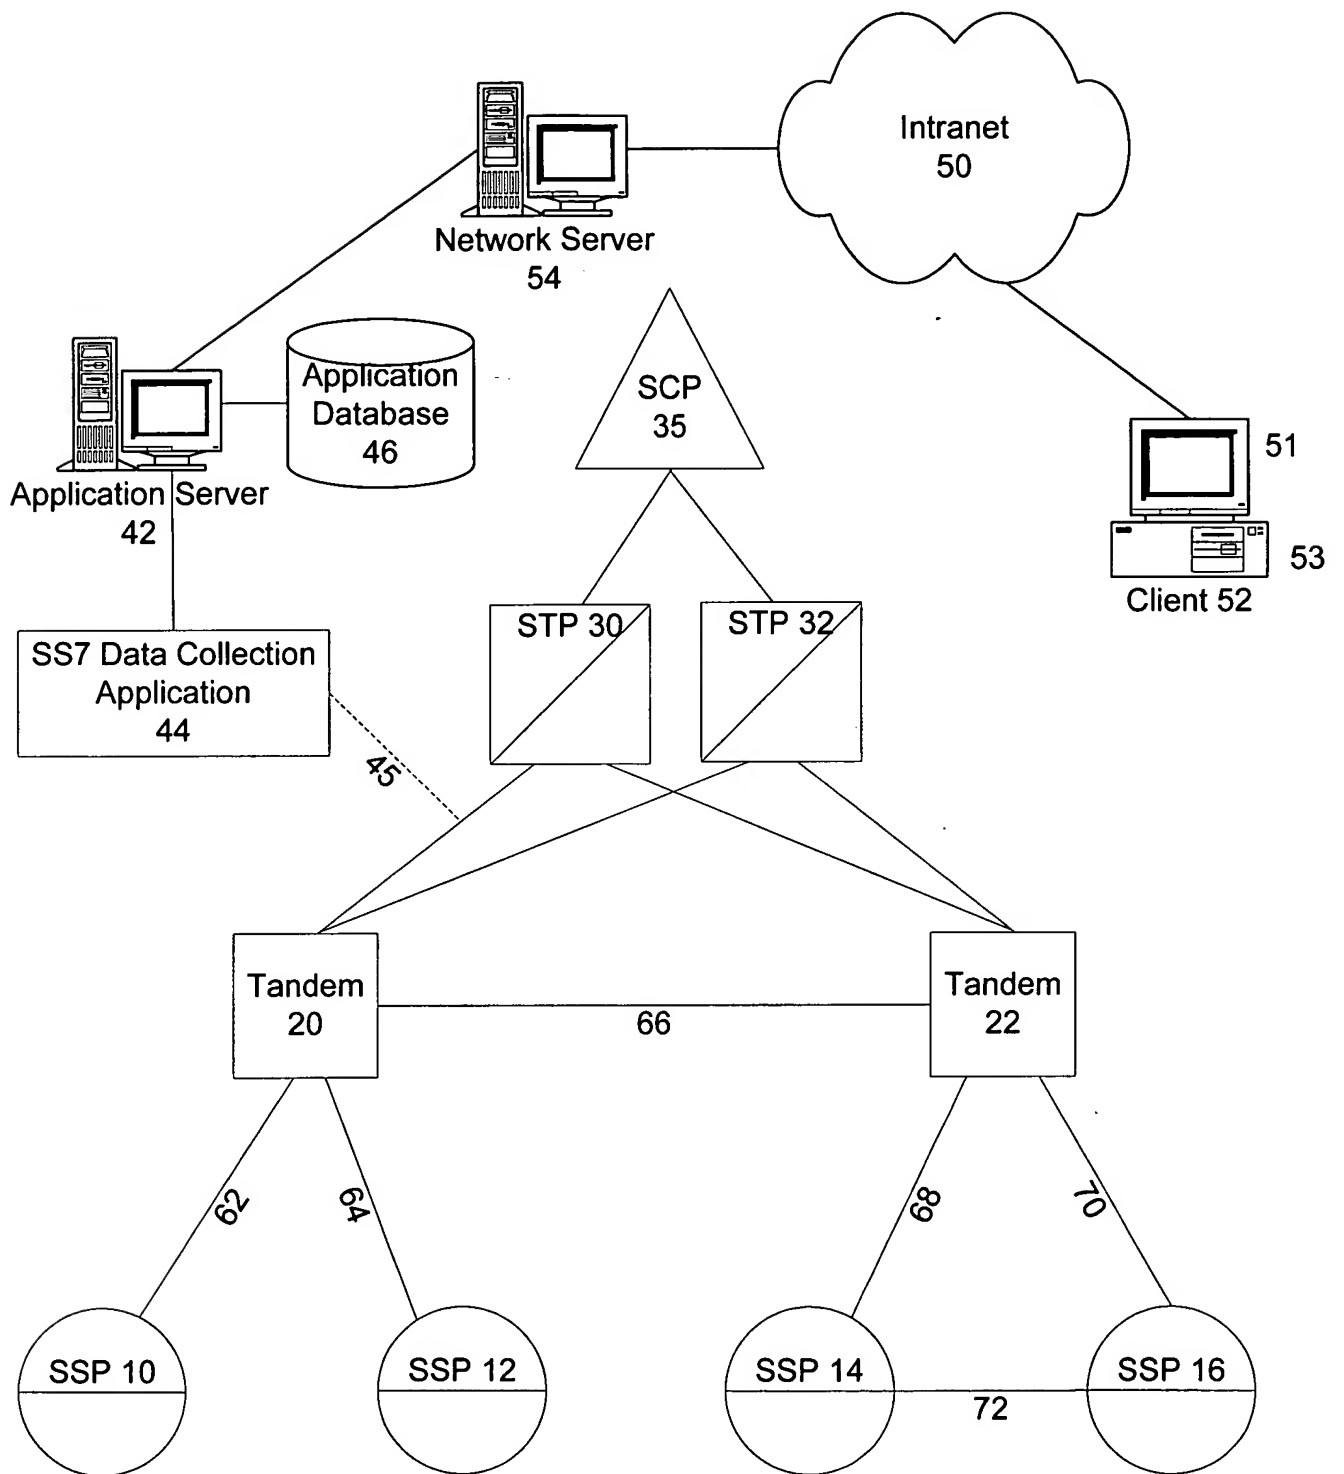 Intranet
50
Network Server
54
Application
Database
46
SCP
35
51
53
Client 52
Application Server
42
STP 30
STP 32
SS7 Data Collection
Application
44
45
Tandem
20
66
Tandem
22
62
64
68
70
SSP 10
SSP 12
SSP 14
SSP 16
72